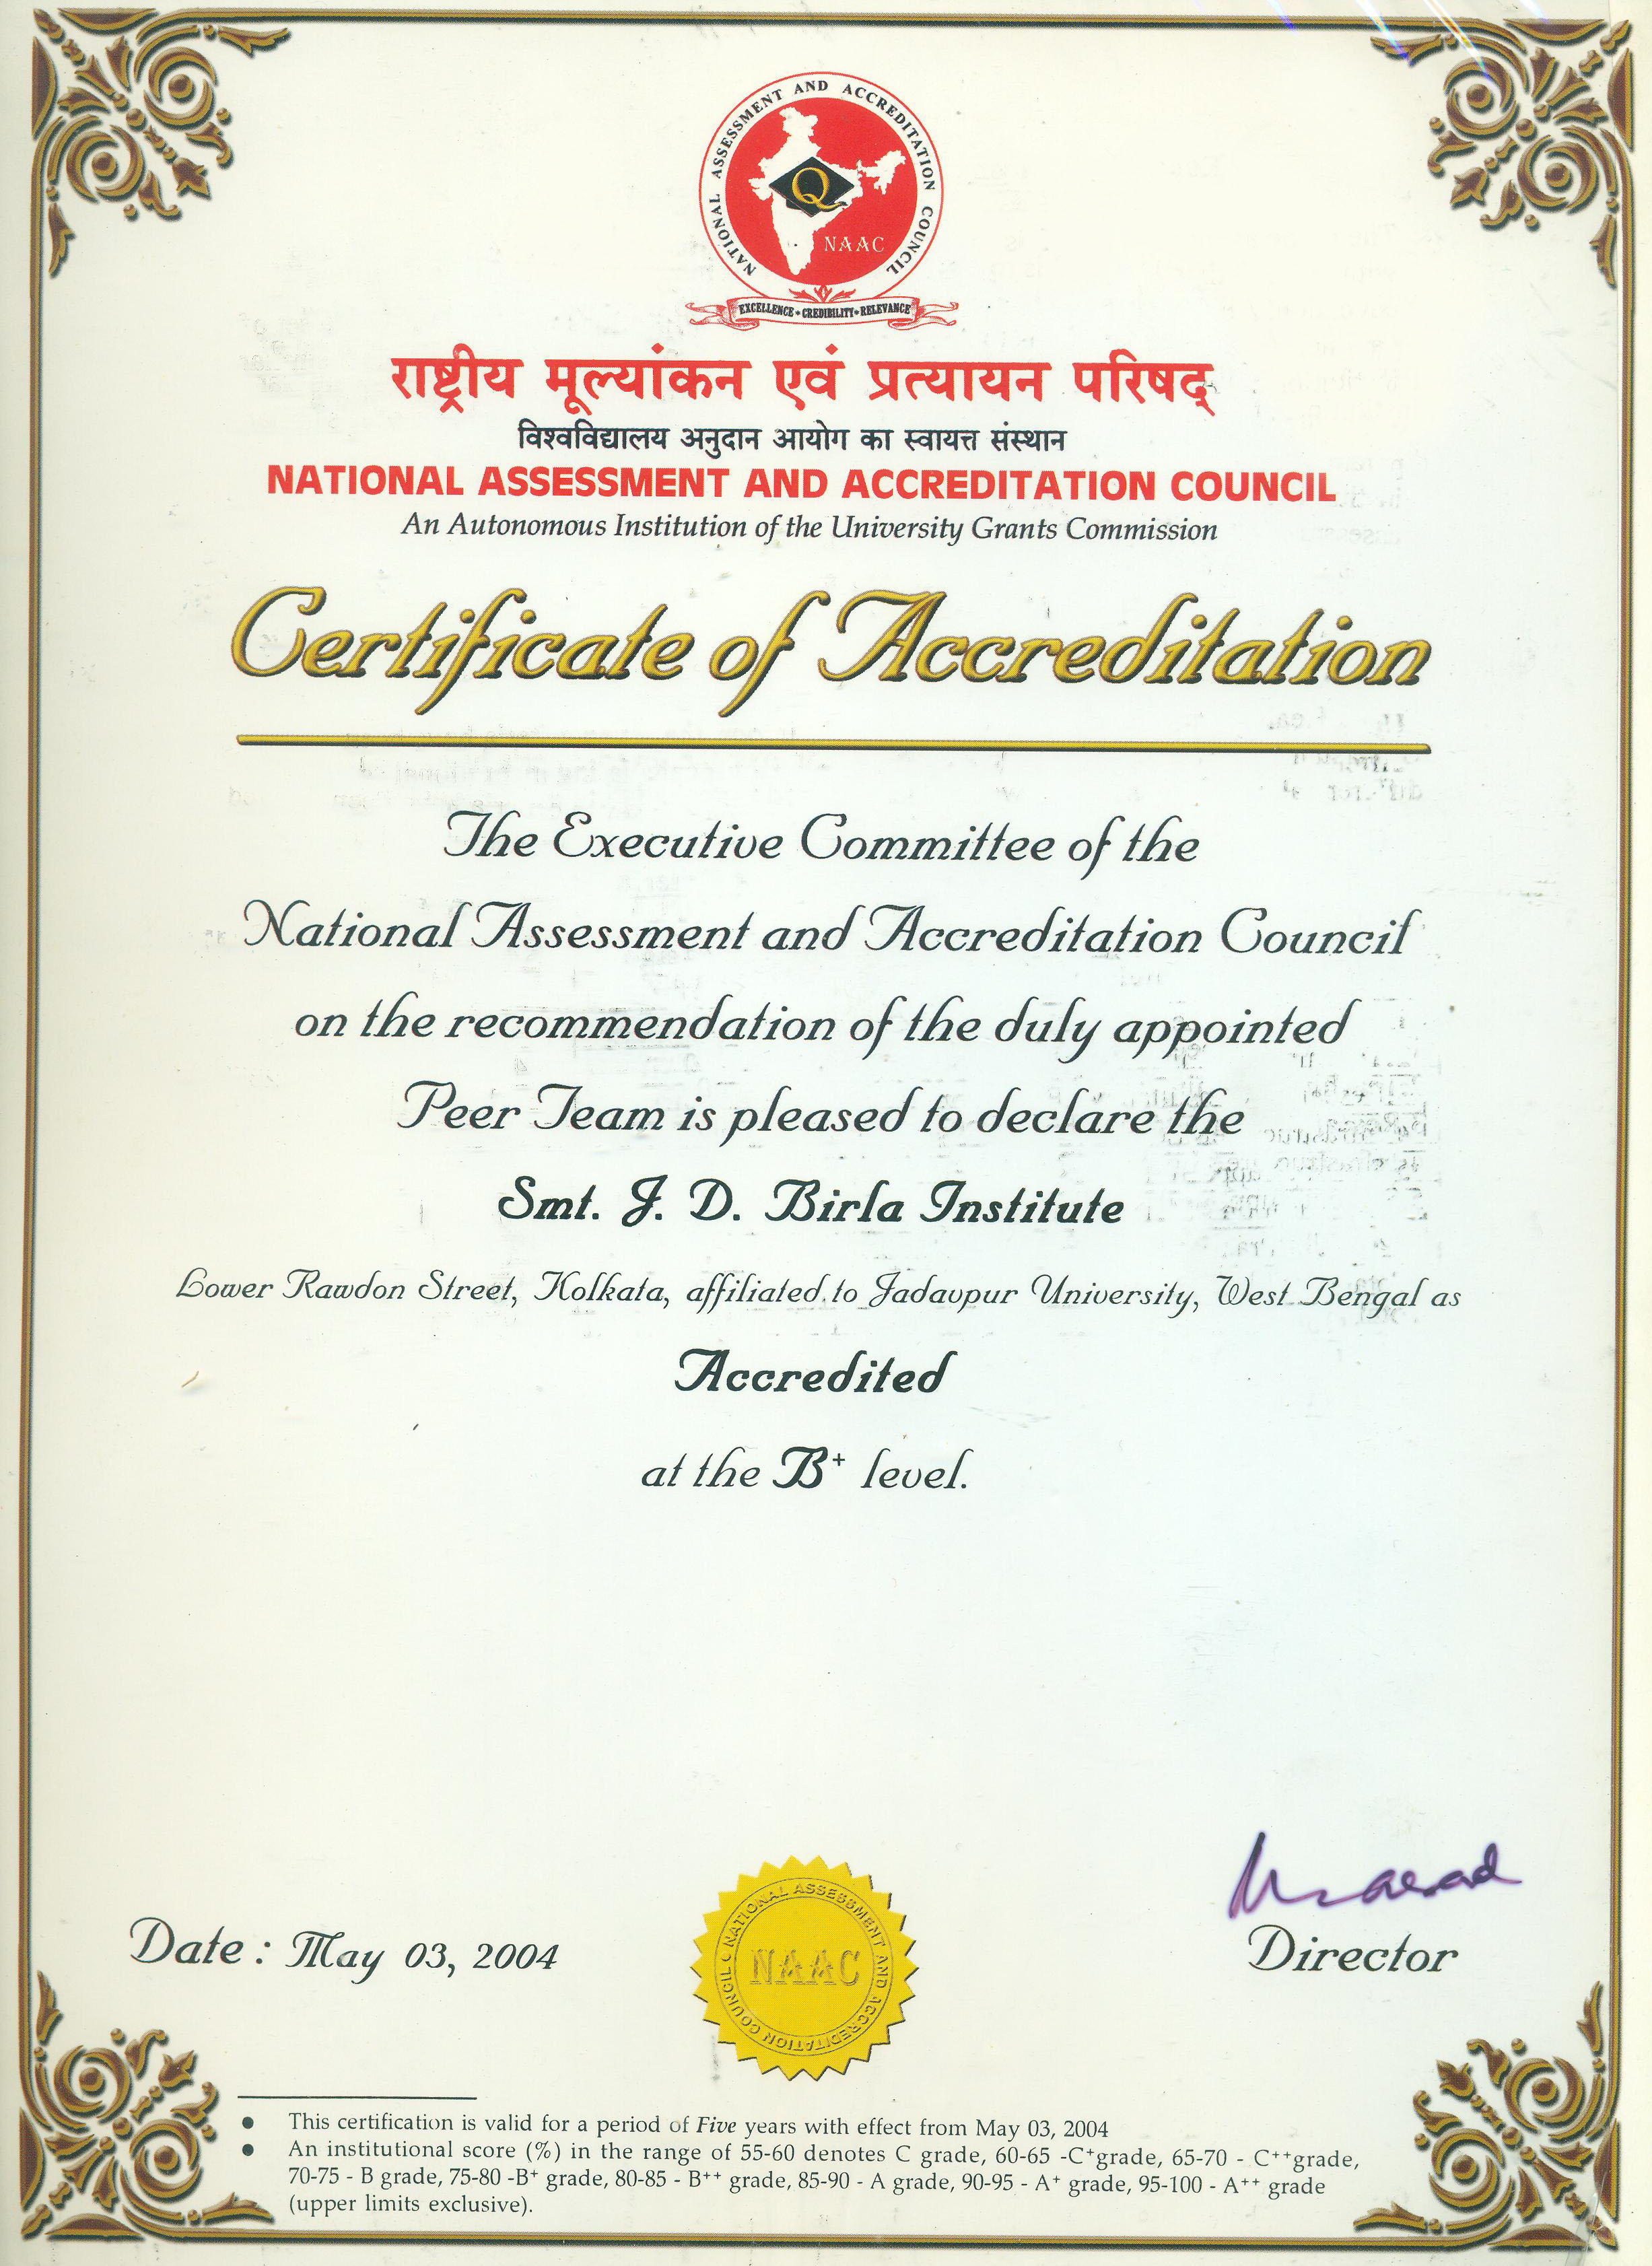 NATIONAL ASSESSMENT AND ACCREDITATION COUNCIL
Q
NAAC
EXCELLENCE • CREDIBILITY • RELEVANCE
राष्ट्रीय मूल्यांकन एवं प्रत्यायन परिषद्
विश्वविद्यालय अनुदान आयोग का स्वायत्त संस्थान
NATIONAL ASSESSMENT AND ACCREDITATION COUNCIL
An Autonomous Institution of the University Grants Commission
Certificate of Accreditation
The Executive Committee of the
National Assessment and Accreditation Council
on the recommendation of the duly appointed
Peer Team is pleased to declare the
Smt. J. D. Birla Institute
Lower Rawdon Street, Kolkata, affiliated to Jadavpur University, West Bengal as
Accredited
at the B⁺ level.
Date : May 03, 2004
NATIONAL ASSESSMENT AND ACCREDITATION COUNCIL
NAAC
Director
• This certification is valid for a period of Five years with effect from May 03, 2004
• An institutional score (%) in the range of 55-60 denotes C grade, 60-65 -C⁺grade, 65-70 - C⁺⁺grade,
70-75 - B grade, 75-80 -B⁺ grade, 80-85 - B⁺⁺ grade, 85-90 - A grade, 90-95 - A⁺ grade, 95-100 - A⁺⁺ grade
(upper limits exclusive).